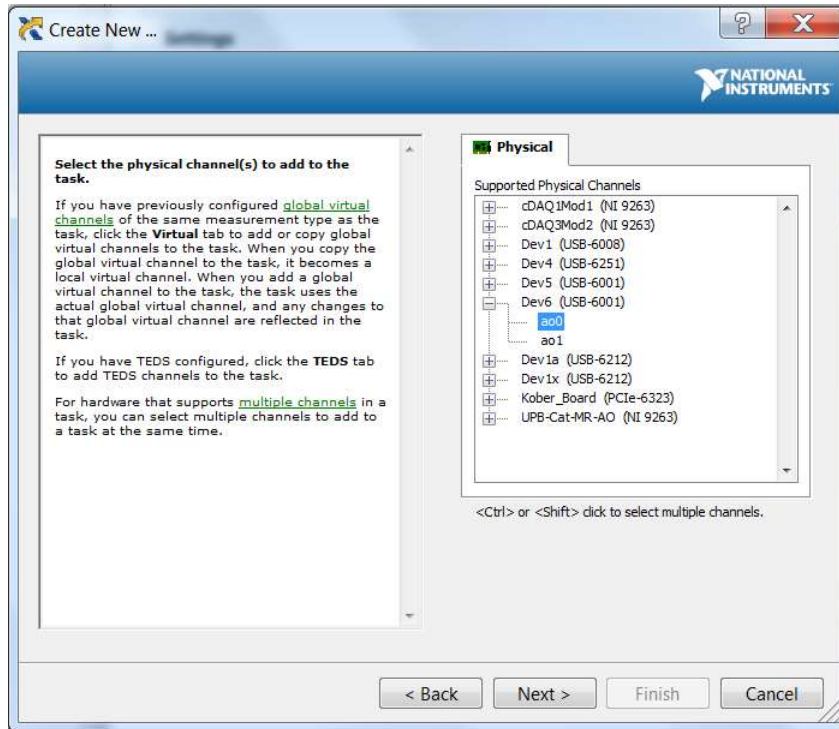 Create New ...
Settings
NATIONAL
INSTRUMENTS
Select the physical channel(s) to add to the
task.
If you have previously configured global virtual
channels of the same measurement type as the
task, click the Virtual tab to add or copy global
virtual channels to the task. When you copy the
global virtual channel to the task, it becomes a
local virtual channel. When you add a global
virtual channel to the task, the task uses the
actual global virtual channel, and any changes to
that global virtual channel are reflected in the
task.
If you have TEDS configured, click the TEDS tab
to add TEDS channels to the task.
For hardware that supports multiple channels in a
task, you can select multiple channels to add to
a task at the same time.
Physical
Supported Physical Channels
cDAQ1Mod1 (NI 9263)
cDAQ3Mod2 (NI 9263)
Dev1 (USB-6008)
Dev4 (USB-6251)
Dev5 (USB-6001)
Dev6 (USB-6001)
ao0
ao1
Dev1a (USB-6212)
Dev1x (USB-6212)
Kober_Board (PCIe-6323)
UPB-Cat-MR-AO (NI 9263)
<Ctrl> or <Shift> click to select multiple channels.
< Back
Next >
Finish
Cancel